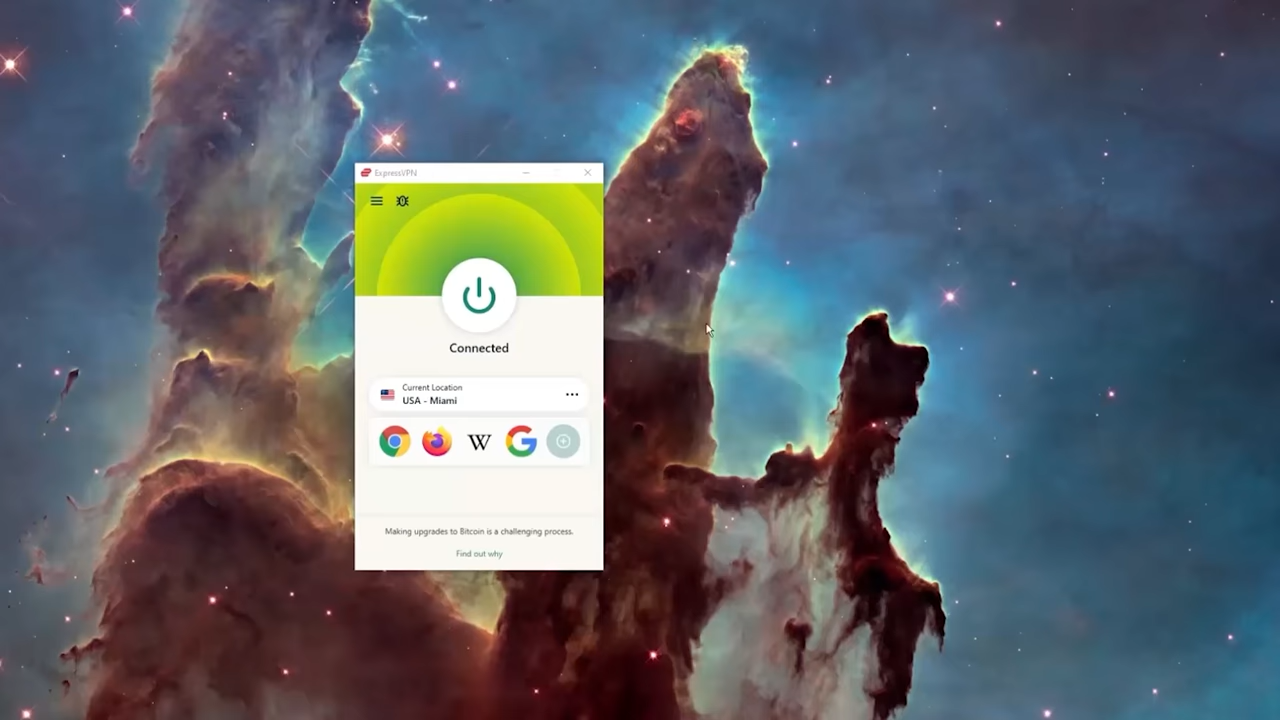 ExpressVPN
Connected
Current Location
USA - Miami
W
G
Making upgrades to Bitcoin is a challenging process.
Find out why